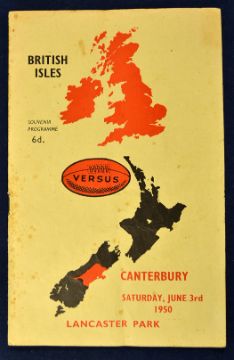 BRITISH
ISLES
SOUVENIR
PROGRAMME
6d.
VERSUS
CANTERBURY
SATURDAY, JUNE 3rd
1950
LANCASTER PARK